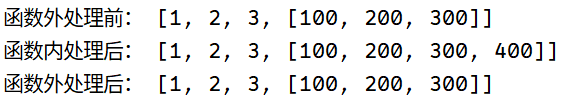 函数外处理前： [1, 2, 3, [100, 200, 300]]
函数内处理后： [1, 2, 3, [100, 200, 300, 400]]
函数外处理后： [1, 2, 3, [100, 200, 300]]